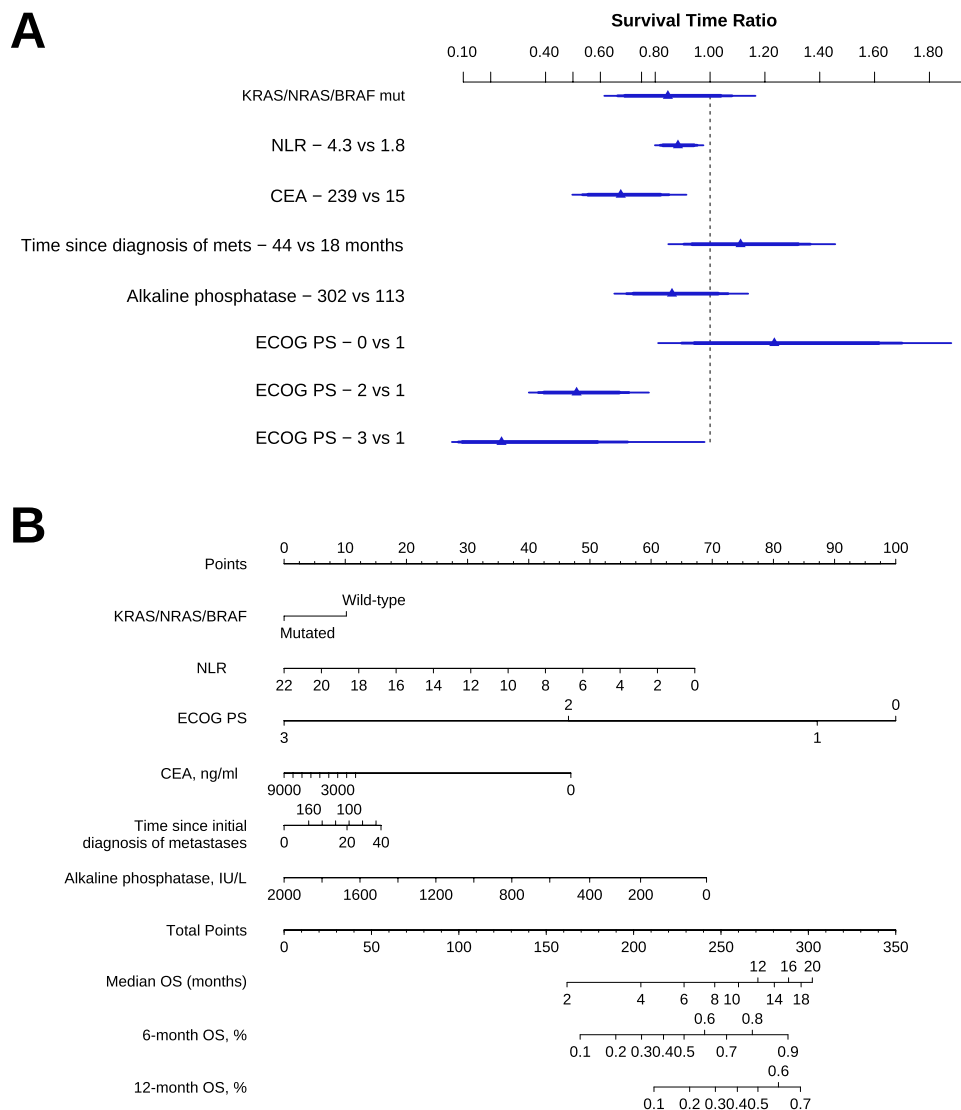 A
Survival Time Ratio
0.10 0.40 0.60 0.80 1.00 1.20 1.40 1.60 1.80
KRAS/NRAS/BRAF mut
NLR − 4.3 vs 1.8
CEA − 239 vs 15
Time since diagnosis of mets − 44 vs 18 months
Alkaline phosphatase − 302 vs 113
ECOG PS − 0 vs 1
ECOG PS − 2 vs 1
ECOG PS − 3 vs 1
B
Points 0 10 20 30 40 50 60 70 80 90 100
Wild-type
KRAS/NRAS/BRAF
Mutated
NLR
22 20 18 16 14 12 10 8 6 4 2 0
2 0
ECOG PS
3 1
CEA, ng/ml
9000 3000 0
160 100
Time since initial
diagnosis of metastases
0 20 40
Alkaline phosphatase, IU/L
2000 1600 1200 800 400 200 0
Total Points
0 50 100 150 200 250 300 350
12 16 20
Median OS (months)
2 4 6 8 10 14 18
0.6 0.8
6-month OS, %
0.1 0.2 0.3 0.4 0.5 0.7 0.9
0.6
12-month OS, %
0.1 0.2 0.3 0.4 0.5 0.7